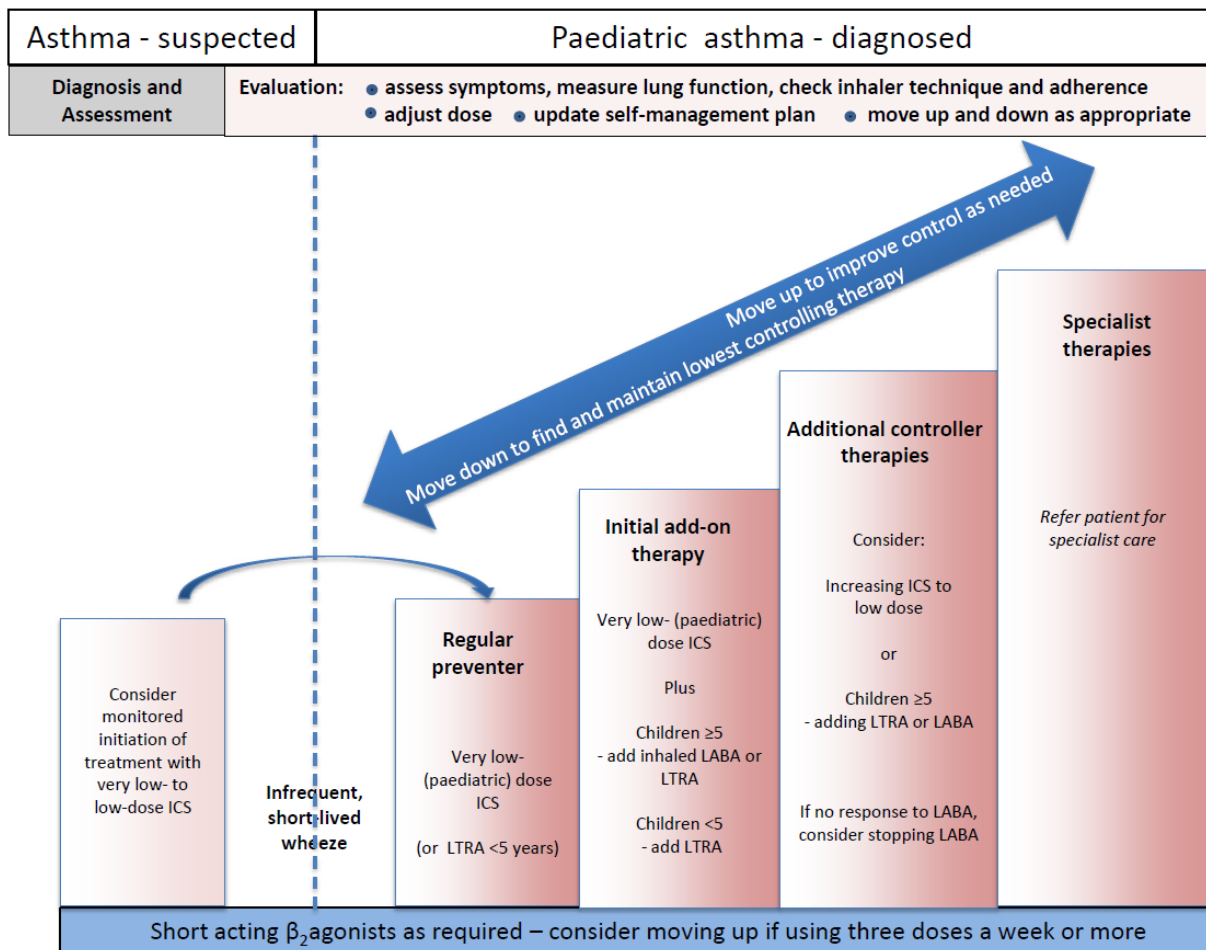 Asthma - suspected
Paediatric asthma - diagnosed
Diagnosis and
Assessment
Evaluation: • assess symptoms, measure lung function, check inhaler technique and adherence
• adjust dose • update self-management plan • move up and down as appropriate
Move up to improve control as needed
Move down to find and maintain lowest controlling therapy
Consider
monitored
initiation of
treatment with
very low- to
low-dose ICS
Infrequent,
short-lived
wheeze
Regular
preventer
Very low-
(paediatric) dose
ICS
(or LTRA <5 years)
Initial add-on
therapy
Very low- (paediatric)
dose ICS
Plus
Children ≥5
- add inhaled LABA or
LTRA
Children <5
- add LTRA
Additional controller
therapies
Consider:
Increasing ICS to
low dose
or
Children ≥5
- adding LTRA or LABA
If no response to LABA,
consider stopping LABA
Specialist
therapies
Refer patient for
specialist care
Short acting β₂agonists as required – consider moving up if using three doses a week or more